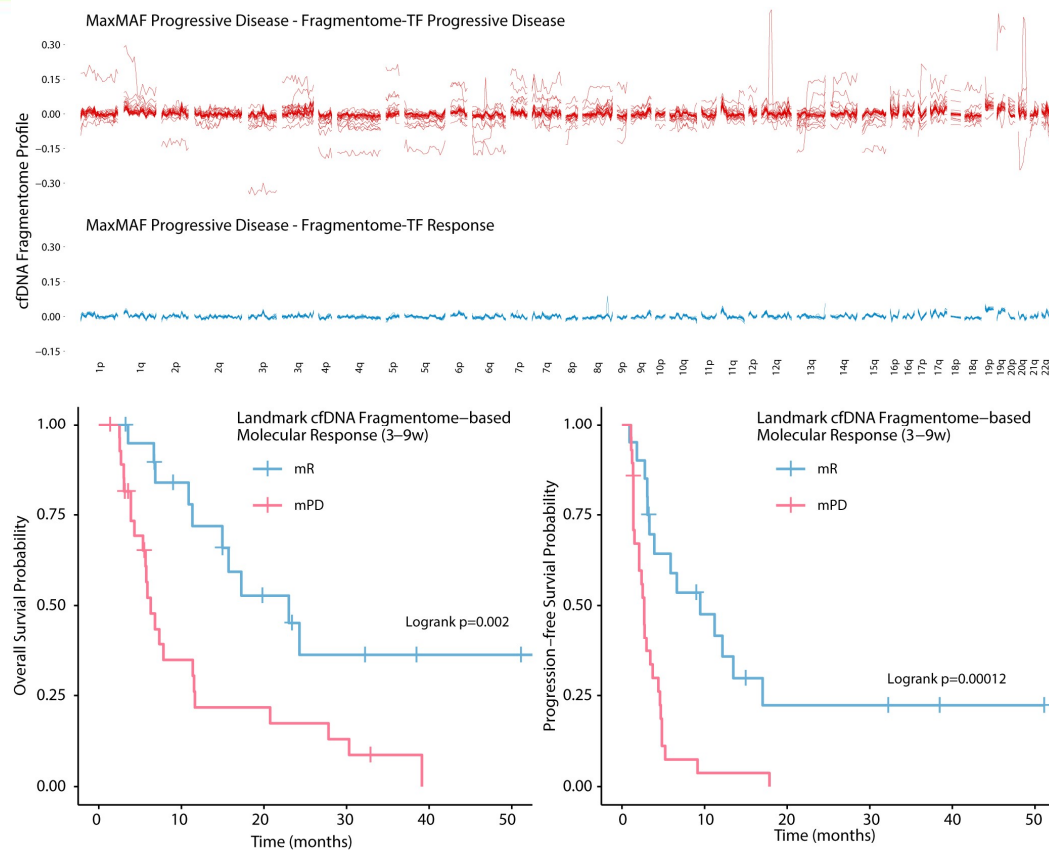 MaxMAF Progressive Disease - Fragmentome-TF Progressive Disease
cfDNA Fragmentome Profile
0.30
0.15
0.00
−0.15
−0.30
MaxMAF Progressive Disease - Fragmentome-TF Response
0.30
0.15
0.00
−0.15
1p 1q 2p 2q 3p 3q 4p 4q 5p 5q 6p 6q 7p 7q 8p 8q 9p 9q 10p 10q 11p 11q 12p 12q 13q 14q 15q 16p 16q 17p 17q 18p 18q 19p 19q 20p 20q 21q 22q
Landmark cfDNA Fragmentome−based
Molecular Response (3−9w)
mR
mPD
Overall Survial Probability
1.00
0.75
0.50
0.25
0.00
Logrank p=0.002
0 10 20 30 40 50
Time (months)
Landmark cfDNA Fragmentome−based
Molecular Response (3−9w)
mR
mPD
Progression−free Survial Probability
1.00
0.75
0.50
0.25
0.00
Logrank p=0.00012
0 10 20 30 40 50
Time (months)